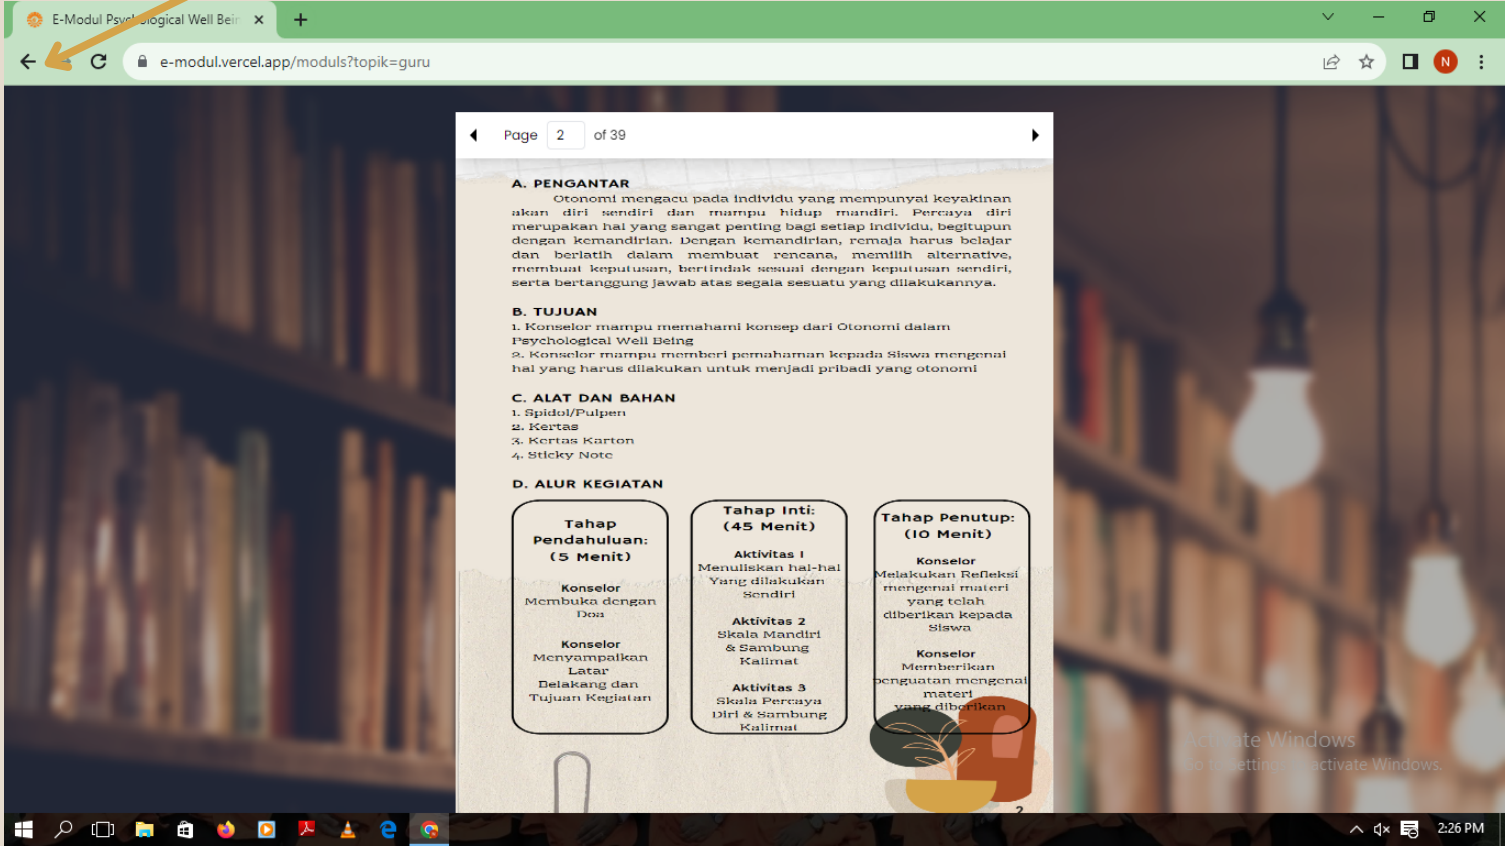 E-Modul Psychological Well Bein
e-modul.vercel.app/moduls?topik=guru
N
Page 2 of 39
A. PENGANTAR
Otonomi mengacu pada individu yang mempunyai keyakinan
akan diri sendiri dan mampu hidup mandiri. Percaya diri
merupakan hal yang sangat penting bagi setiap individu, begitupun
dengan kemandirian. Dengan kemandirian, remaja harus belajar
dan berlatih dalam membuat rencana, memilih alternative,
membuat keputusan, bertindak sesuai dengan keputusan sendiri,
serta bertanggung jawab atas segala sesuatu yang dilakukannya.
B. TUJUAN
1. Konselor mampu memahami konsep dari Otonomi dalam
Psychological Well Being
2. Konselor mampu memberi pemahaman kepada Siswa mengenai
hal yang harus dilakukan untuk menjadi pribadi yang otonomi
C. ALAT DAN BAHAN
1. Spidol/Pulpen
2. Kertas
3. Kertas Karton
4. Sticky Note
D. ALUR KEGIATAN
Tahap
Pendahuluan:
(5 Menit)
Konselor
Membuka dengan
Doa
Konselor
Menyampaikan
Latar
Belakang dan
Tujuan Kegiatan
Tahap Inti:
(45 Menit)
Aktivitas 1
Menuliskan hal-hal
Yang dilakukan
Sendiri
Aktivitas 2
Skala Mandiri
& Sambung
Kalimat
Aktivitas 3
Skala Percaya
Diri & Sambung
Kalimat
Tahap Penutup:
(10 Menit)
Konselor
Melakukan Refleksi
mengenai materi
yang telah
diberikan kepada
Siswa
Konselor
Memberikan
penguatan mengenai
materi
yang diberikan
2
Activate Windows
Go to Settings to activate Windows.
2:26 PM